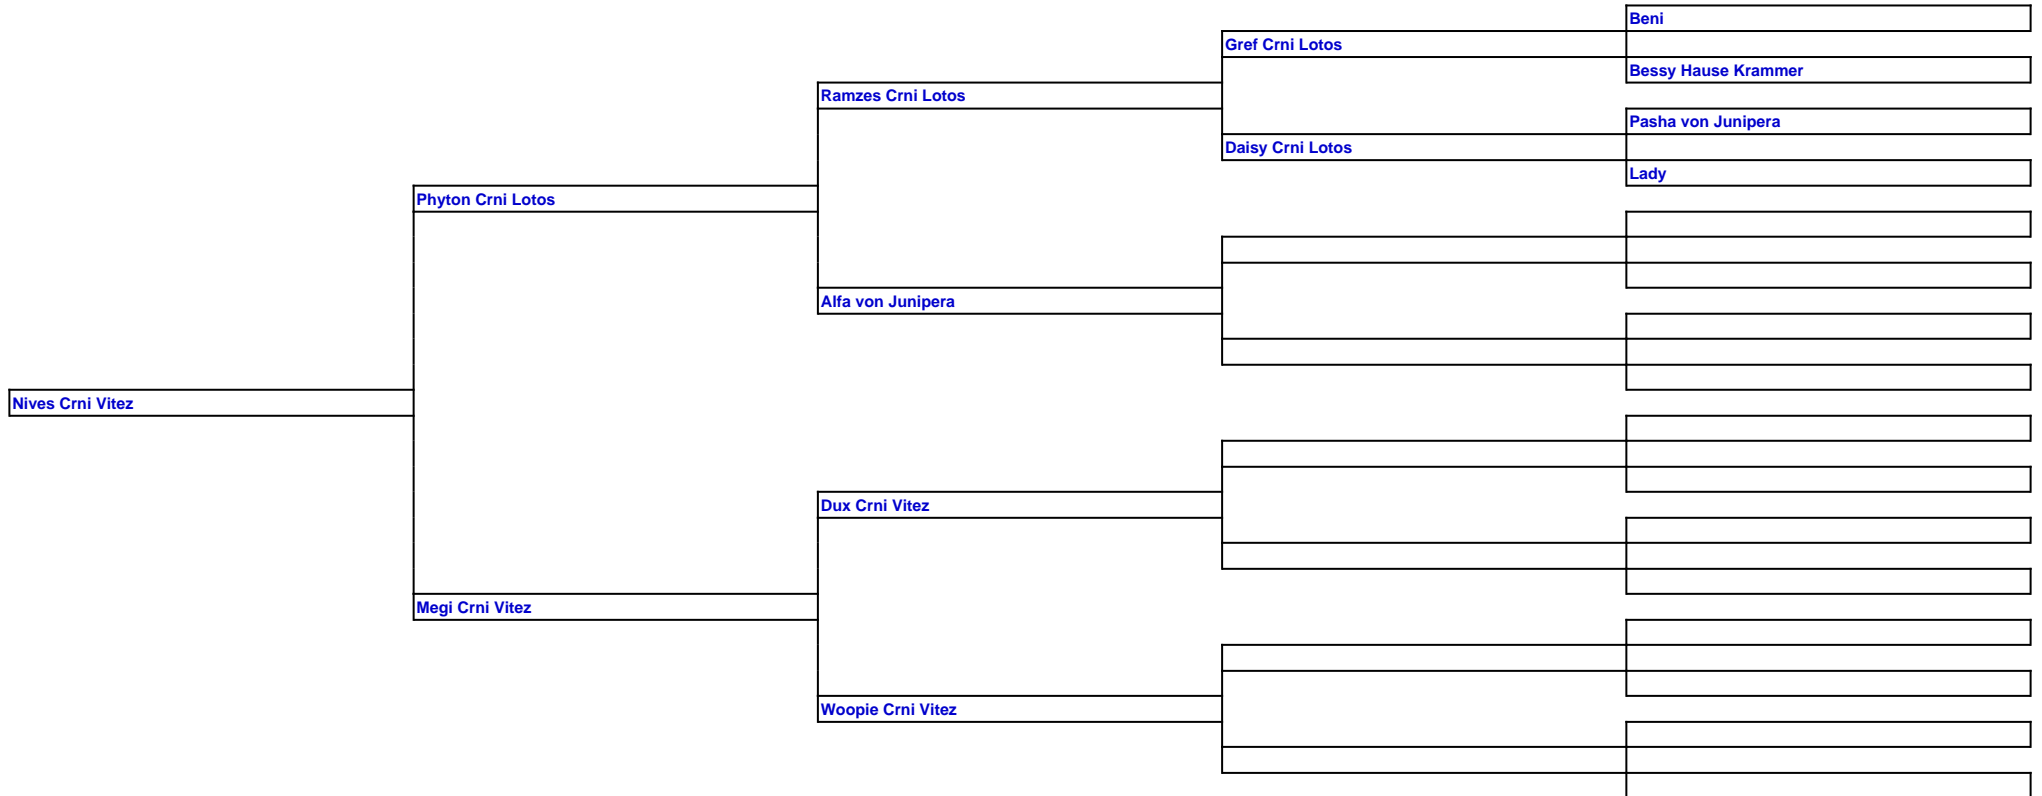 Beni
Gref Crni Lotos
Bessy Hause Krammer
Ramzes Crni Lotos
Pasha von Junipera
Daisy Crni Lotos
Lady
Phyton Crni Lotos
Alfa von Junipera
Nives Crni Vitez
Dux Crni Vitez
Megi Crni Vitez
Woopie Crni Vitez